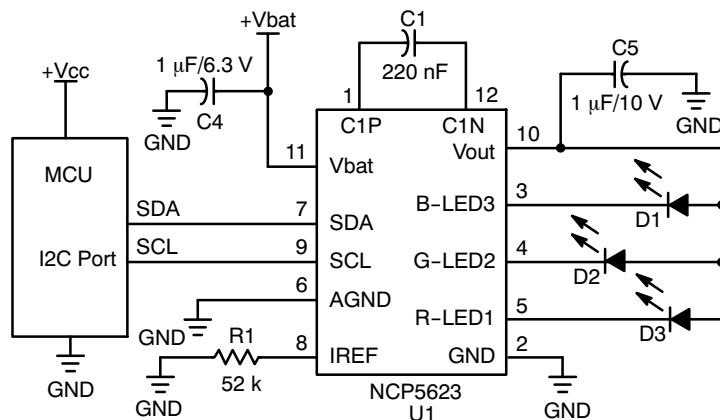 +Vbat
C1
+Vcc
1 μF/6.3 V
220 nF
C5
1
12
1 μF/10 V
GND
C4
C1P
C1N
10
GND
MCU
11
Vbat
Vout
3
SDA
7
SDA
B-LED3
D1
SCL
9
4
I2C Port
SCL
G-LED2
D2
6
AGND
5
GND
R1
R-LED1
D3
8
2
GND
IREF
GND
GND
52 k
NCP5623
GND
U1